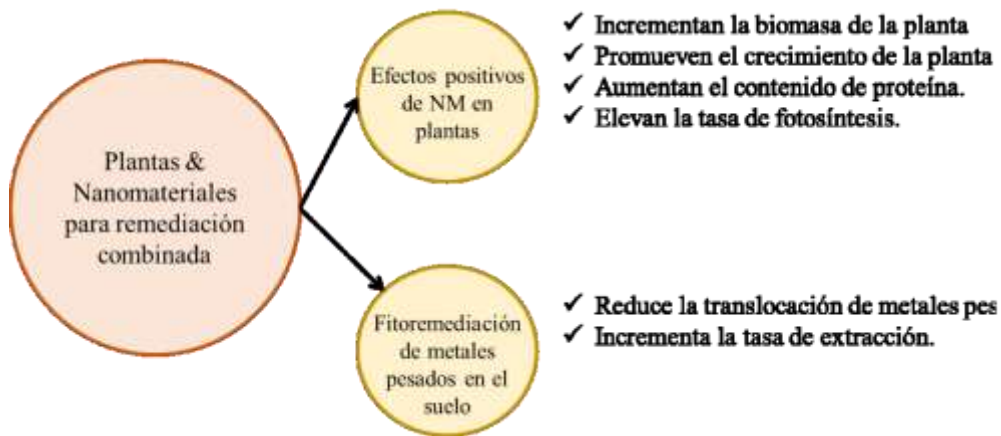 Plantas &
Nanomateriales
para remediación
combinada
Efectos positivos
de NM en
plantas
✓ Incrementan la biomasa de la planta
✓ Promueven el crecimiento de la planta
✓ Aumentan el contenido de proteína.
✓ Elevan la tasa de fotosíntesis.
Fitoremediación
de metales
pesados en el
suelo
✓ Reduce la translocación de metales pes
✓ Incrementa la tasa de extracción.